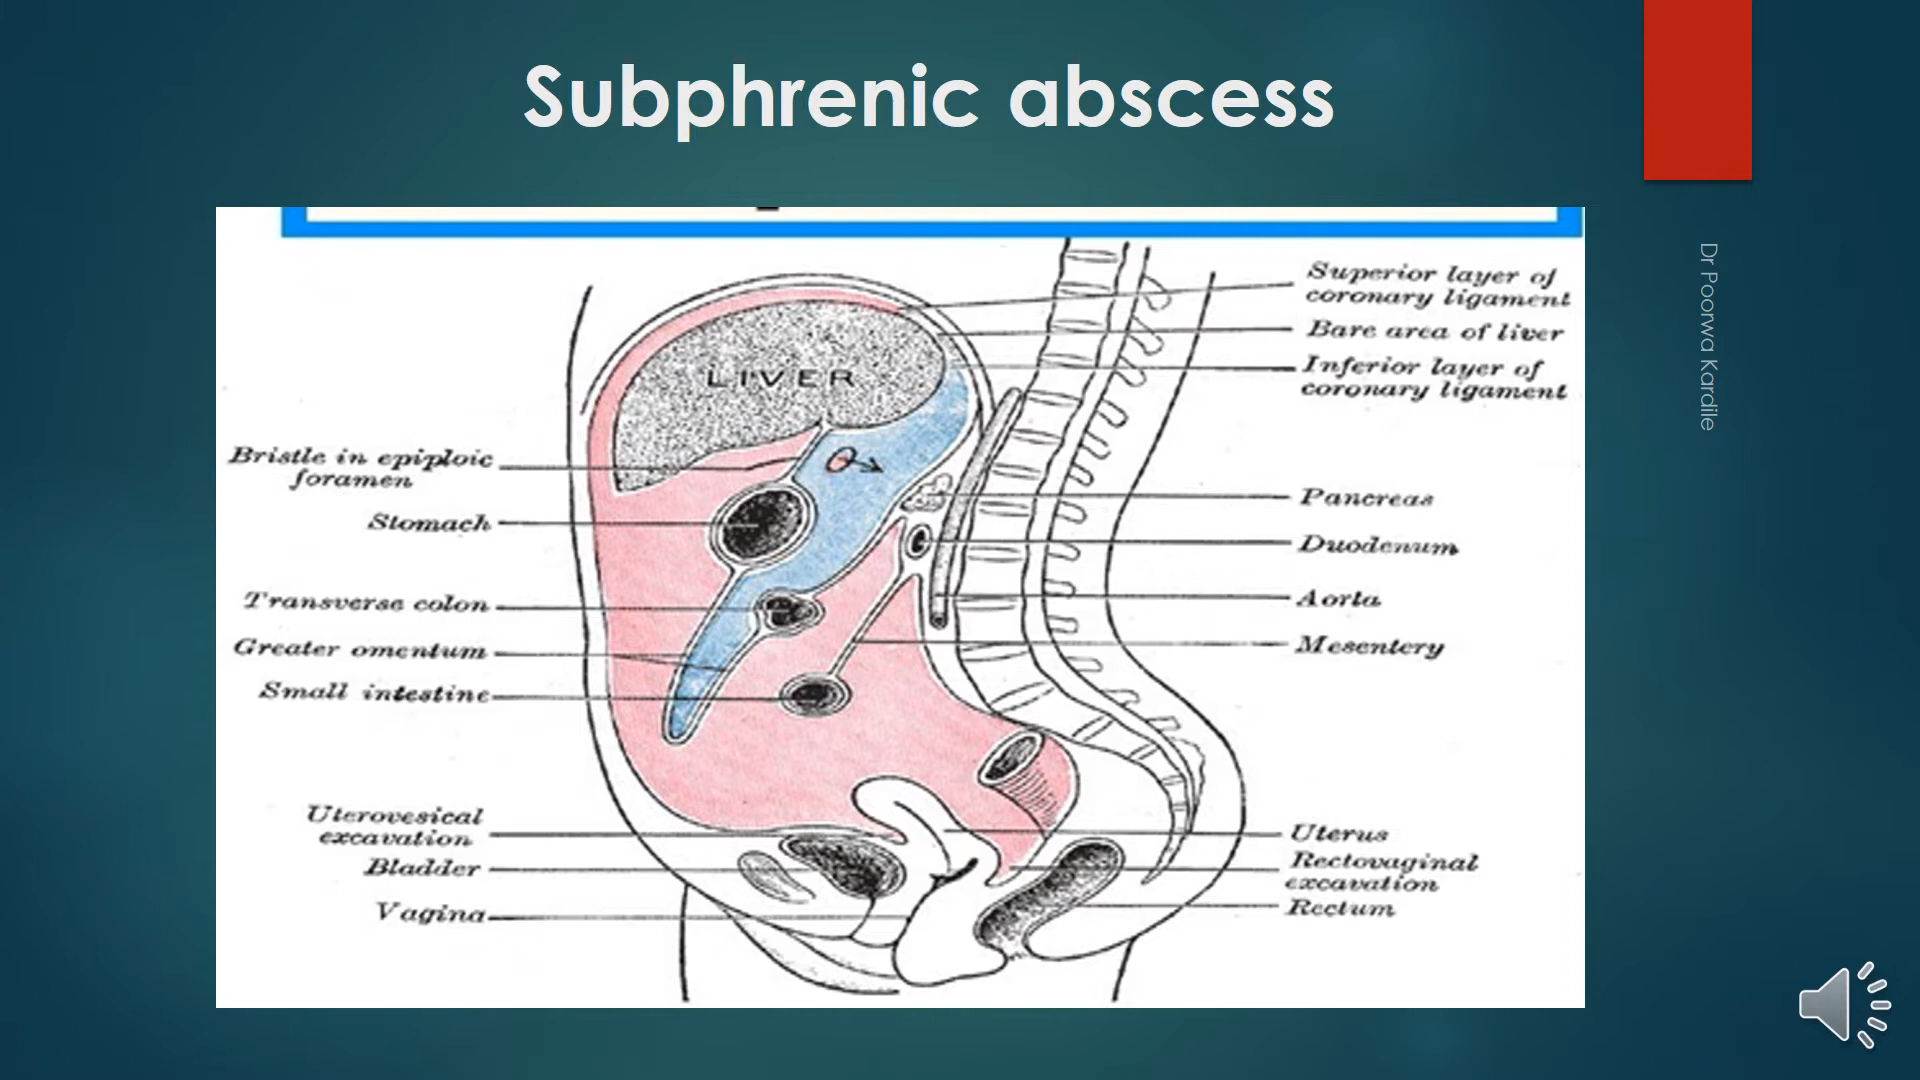 Subphrenic abscess
Dr Poorwa Kardile
Superior layer of
coronary ligament
Bare area of liver
Inferior layer of
coronary ligament
LIVER
Bristle in epiploic
foramen
Stomach
Transverse colon
Greater omentum
Small intestine
Pancreas
Duodenum
Aorta
Mesentery
Uterovesical
excavation
Bladder
Vagina
Uterus
Rectovaginal
excavation
Rectum